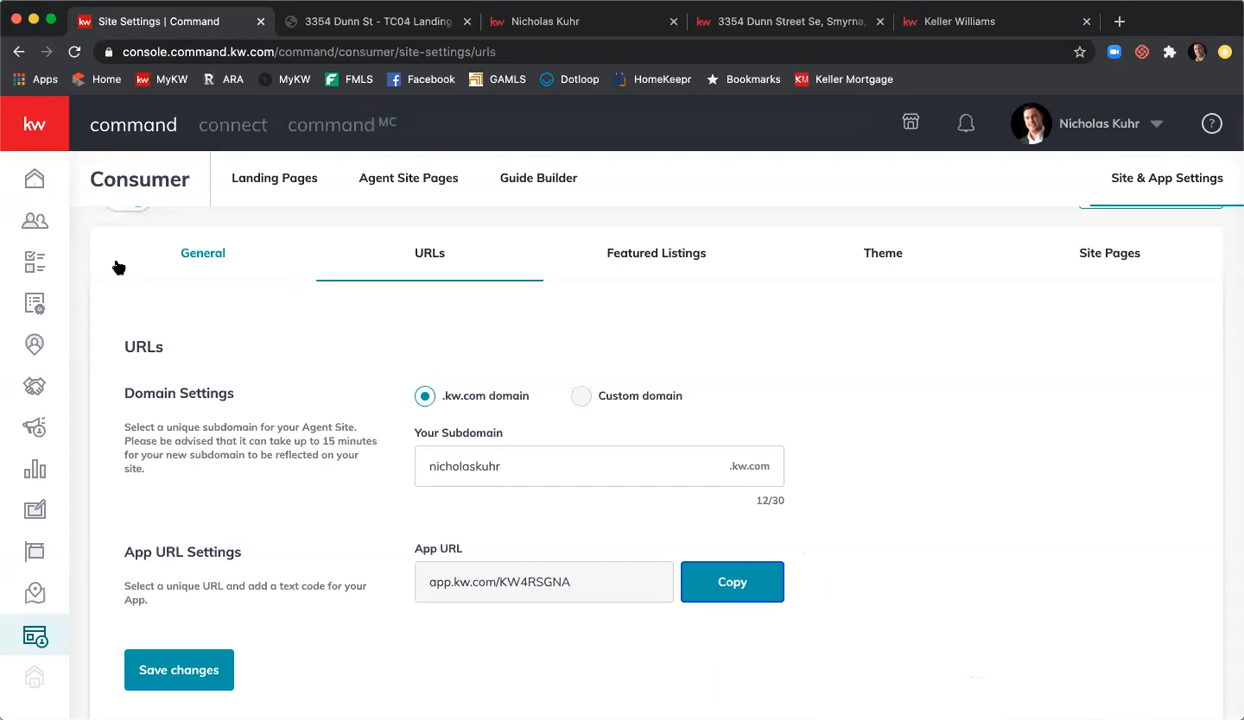 kw Site Settings | Command
3354 Dunn St - TC04 Landing
kw Nicholas Kuhr
kw 3354 Dunn Street Se, Smyrna,
kw Keller Williams
console.command.kw.com/command/consumer/site-settings/urls
Apps
Home
kw MyKW
R ARA
MyKW
F FMLS
f Facebook
GAMLS
Dotloop
HomeKeepr
Bookmarks
KM Keller Mortgage
kw
command
connect
command MC
Nicholas Kuhr
?
Consumer
Landing Pages
Agent Site Pages
Guide Builder
Site & App Settings
General
URLs
Featured Listings
Theme
Site Pages
URLs
Domain Settings
Select a unique subdomain for your Agent Site.
Please be advised that it can take up to 15 minutes
for your new subdomain to be reflected on your
site.
.kw.com domain
Custom domain
Your Subdomain
nicholaskuhr
.kw.com
12/30
App URL Settings
Select a unique URL and add a text code for your
App.
App URL
app.kw.com/KW4RSGNA
Copy
Save changes